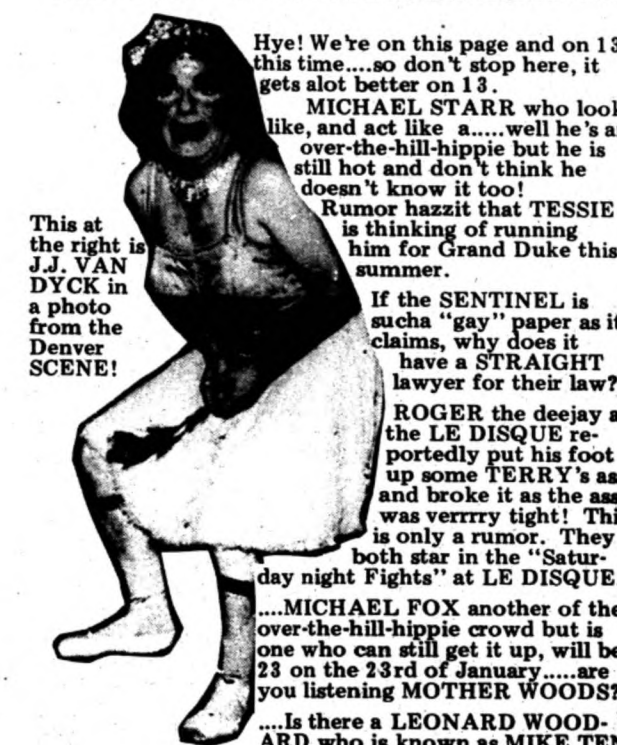 Hye! We're on this page and on 13
this time....so don't stop here, it
gets alot better on 13.
MICHAEL STARR who look
like, and act like a.....well he's a
over-the-hill-hippie but he is
still hot and don't think he
doesn't know it too!
Rumor hazzit that TESSIE
is thinking of running
him for Grand Duke this
summer.
This at
the right is
J.J. VAN
DYCK in
a photo
from the
Denver
SCENE!
If the SENTINEL is
sucha "gay" paper as it
claims, why does it
have a STRAIGHT
lawyer for their law?
ROGER the deejay a
the LE DISQUE re-
portedly put his foot
up some TERRY's as
and broke it as the ass
was verrrry tight! Thi
is only a rumor. They
both star in the "Satur-
day night Fights" at LE DISQUE
....MICHAEL FOX another of the
over-the-hill-hippie crowd but is
one who can still get it up, will be
23 on the 23rd of January.....are
you listening MOTHER WOODS?
....Is there a LEONARD WOOD-
ARD who is known as MIKE TEN